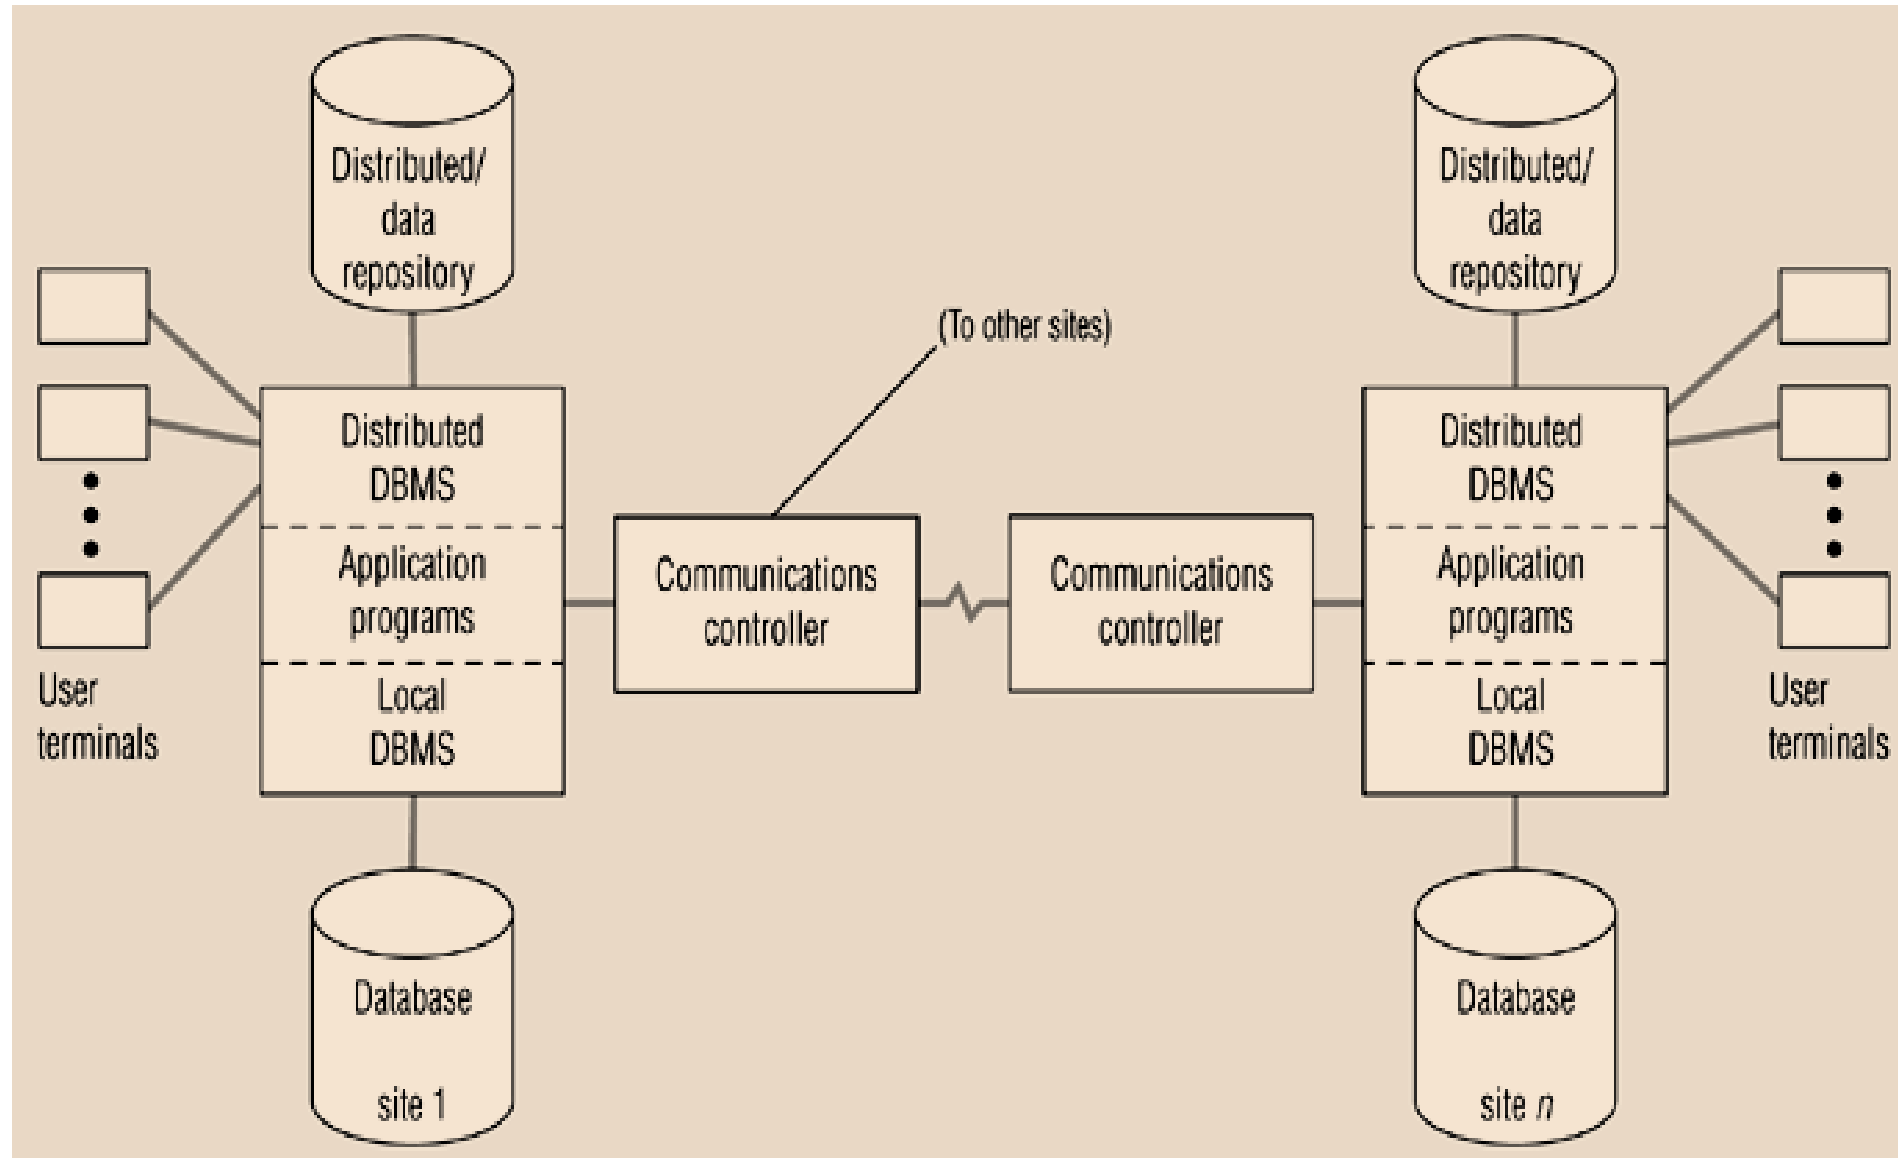 Distributed/
data
repository
Distributed/
data
repository
(To other sites)
Distributed
DBMS
Application
programs
Local
DBMS
Communications
controller
Communications
controller
Distributed
DBMS
Application
programs
Local
DBMS
User
terminals
User
terminals
Database
site 1
Database
site n